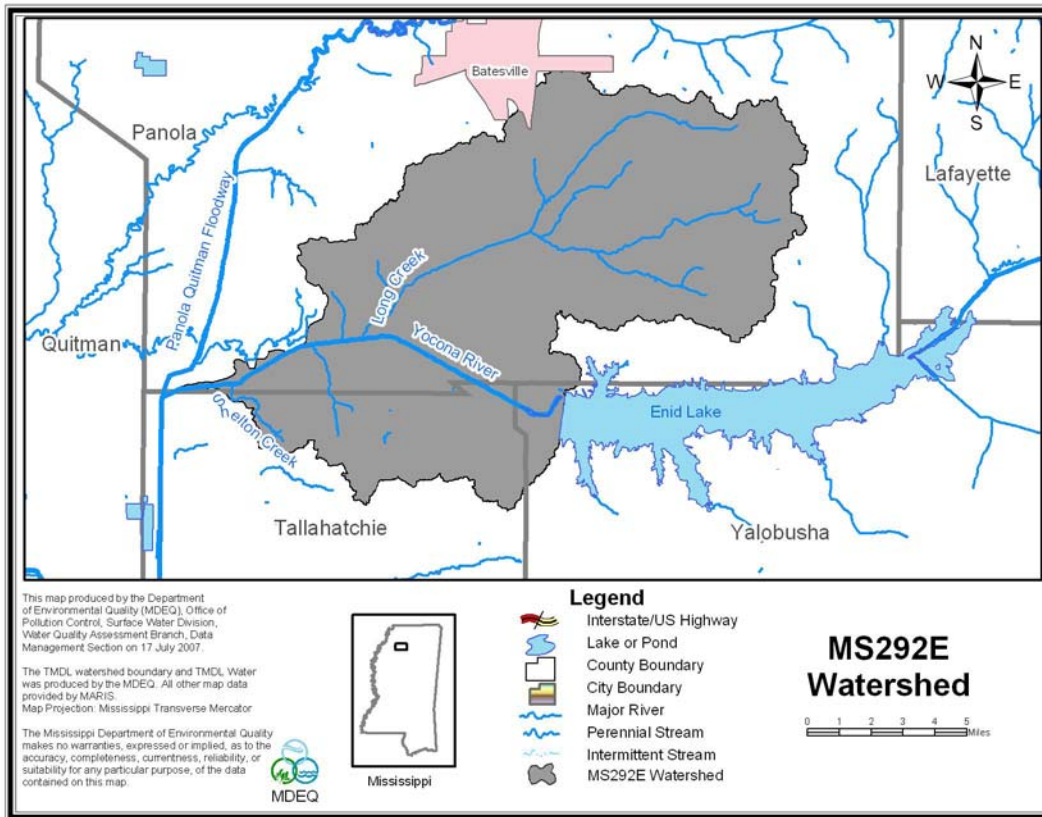 Batesville
N
W E
S
Panola
Lafayette
Panola Quitman Floodway
Long Creek
Yocona River
Quitman
Shelton Creek
Enid Lake
Tallahatchie
Yalobusha
This map produced by the Department
of Environmental Quality (MDEQ), Office of
Pollution Control, Surface Water Division,
Water Quality Assessment Branch, Data
Management Section on 17 July 2007.
The TMDL watershed boundary and TMDL Water
was produced by the MDEQ. All other map data
provided by MARIS.
Map Projection: Mississippi Transverse Mercator
The Mississippi Department of Environmental Quality
makes no warranties, expressed or implied, as to the
accuracy, completeness, currentness, reliability, or
suitability for any particular purpose, of the data
contained on this map.
MDEQ
Mississippi
Legend
Interstate/US Highway
Lake or Pond
County Boundary
City Boundary
Major River
Perennial Stream
Intermittent Stream
MS292E Watershed
MS292E
Watershed
0 1 2 3 4 5
Miles